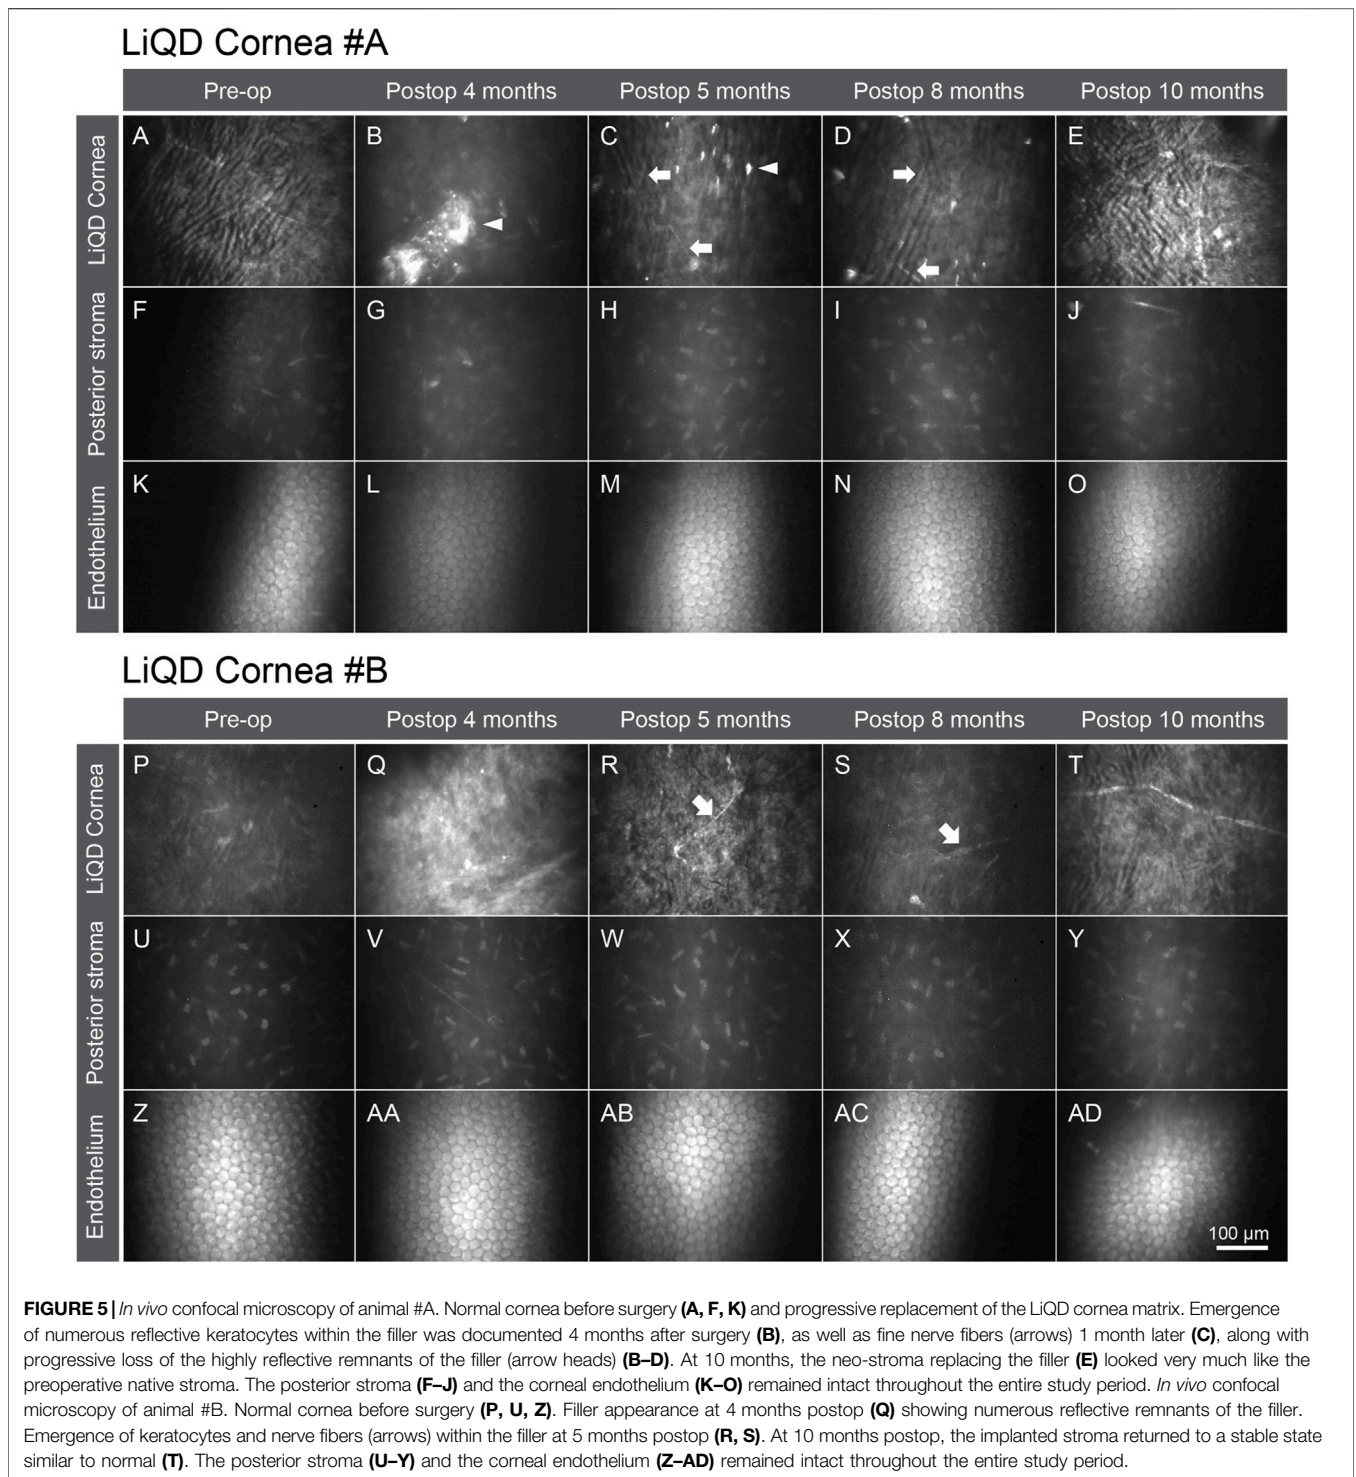 LiQD Cornea #A
Pre-op Postop 4 months Postop 5 months Postop 8 months Postop 10 months
LiQD Cornea
A B C D E
Posterior stroma
F G H I J
Endothelium
K L M N O
LiQD Cornea #B
Pre-op Postop 4 months Postop 5 months Postop 8 months Postop 10 months
LiQD Cornea
P Q R S T
Posterior stroma
U V W X Y
Endothelium
Z AA AB AC AD
100 µm
FIGURE 5 | In vivo confocal microscopy of animal #A. Normal cornea before surgery (A, F, K) and progressive replacement of the LiQD cornea matrix. Emergence
of numerous reflective keratocytes within the filler was documented 4 months after surgery (B), as well as fine nerve fibers (arrows) 1 month later (C), along with
progressive loss of the highly reflective remnants of the filler (arrow heads) (B–D). At 10 months, the neo-stroma replacing the filler (E) looked very much like the
preoperative native stroma. The posterior stroma (F–J) and the corneal endothelium (K–O) remained intact throughout the entire study period. In vivo confocal
microscopy of animal #B. Normal cornea before surgery (P, U, Z). Filler appearance at 4 months postop (Q) showing numerous reflective remnants of the filler.
Emergence of keratocytes and nerve fibers (arrows) within the filler at 5 months postop (R, S). At 10 months postop, the implanted stroma returned to a stable state
similar to normal (T). The posterior stroma (U–Y) and the corneal endothelium (Z–AD) remained intact throughout the entire study period.